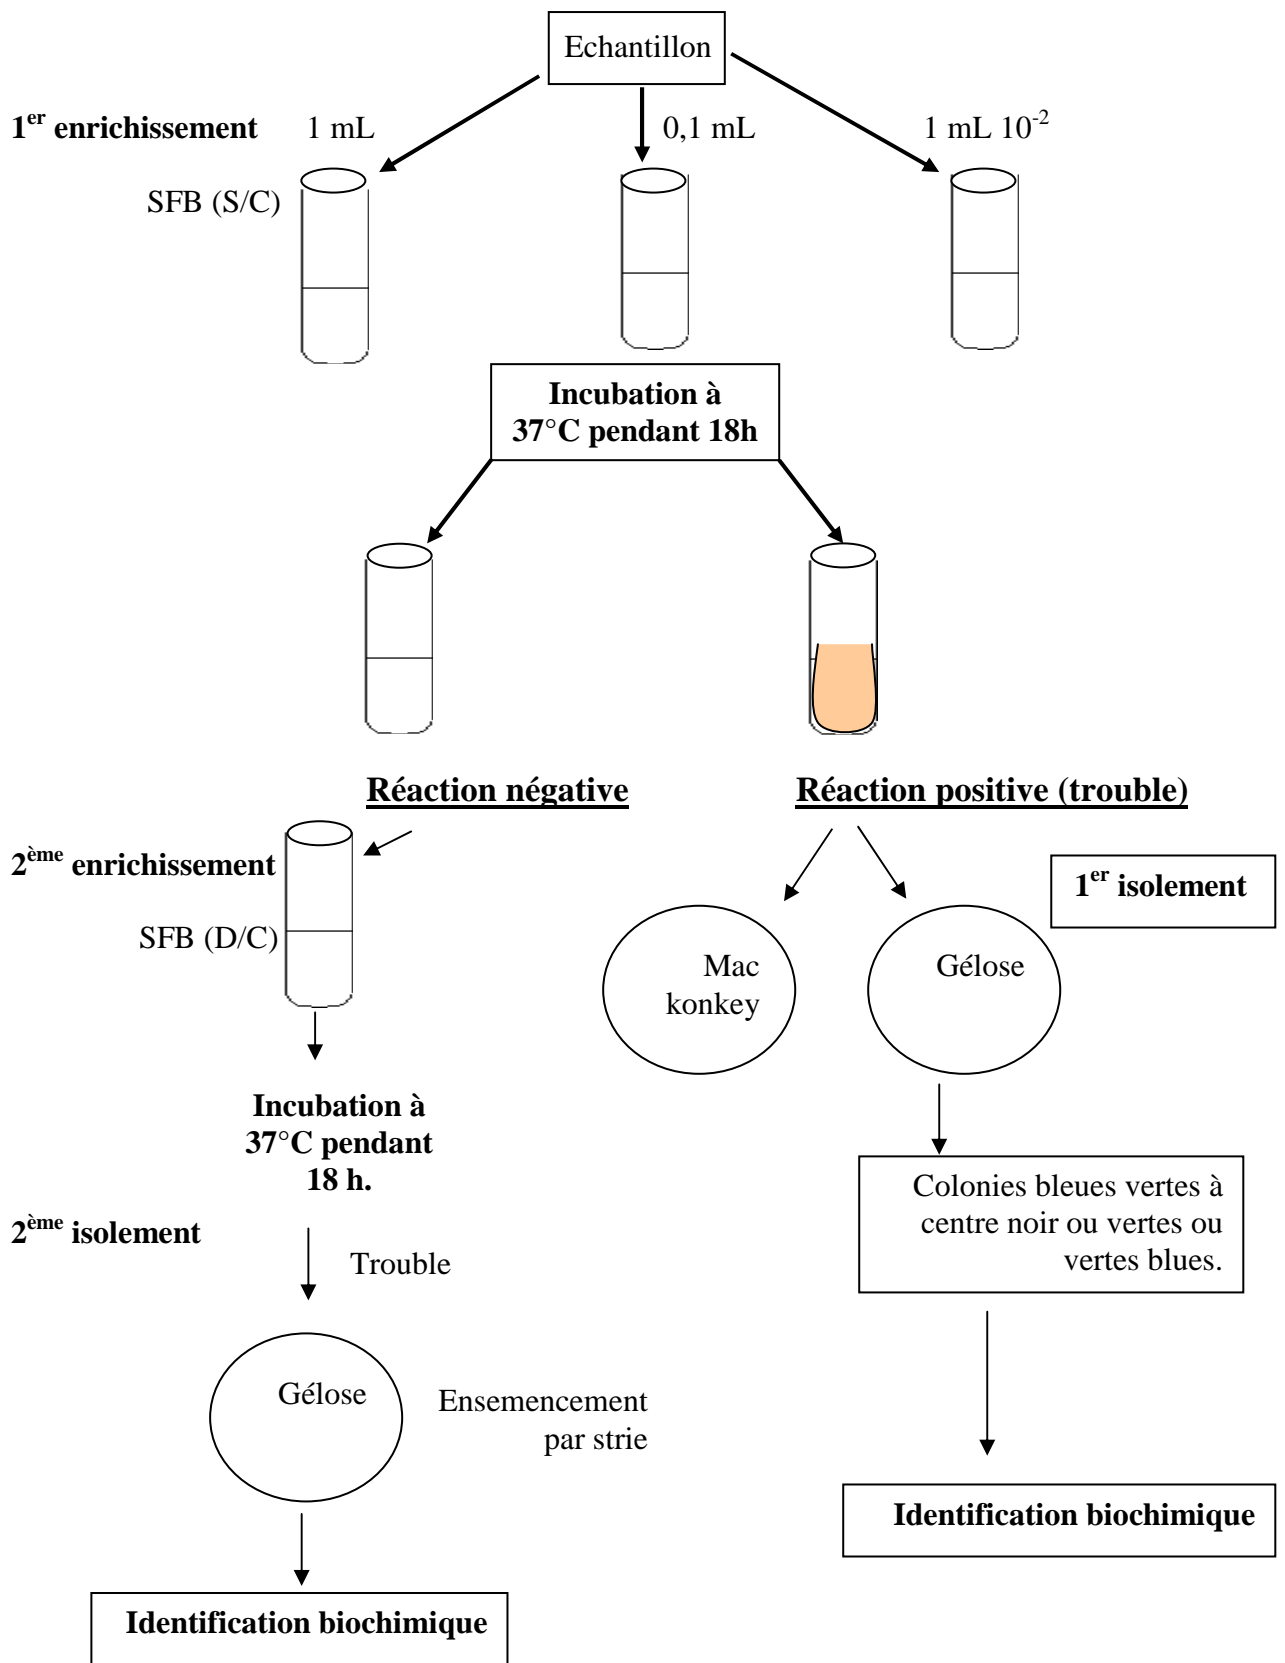 Echantillon
1er enrichissement 1 mL 0,1 mL 1 mL 10-2
SFB (S/C)
Incubation à
37°C pendant 18h
Réaction négative Réaction positive (trouble)
2ème enrichissement
SFB (D/C)
1er isolement
Mac
konkey
Gélose
Incubation à
37°C pendant
18 h.
Colonies bleues vertes à
centre noir ou vertes ou
vertes blues.
2ème isolement
Trouble
Gélose
Ensemencement
par strie
Identification biochimique
Identification biochimique